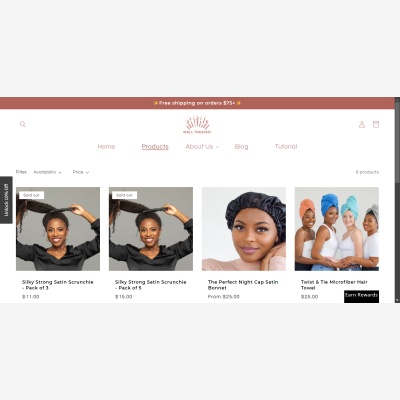 Free shipping on orders $75+
Home
Products
About Us
Blog
Tutorial
Filter:
Availability
Price
6 products
Unlock 10% Off
Sold out
Sold out
Silky Strong Satin Scrunchie
- Pack of 3
$11.00
Silky Strong Satin Scrunchie
- Pack of 5
$15.00
The Perfect Night Cap Satin
Bonnet
From $25.00
Twist & Tie Microfiber Hair
Towel
$25.00
Earn Rewards